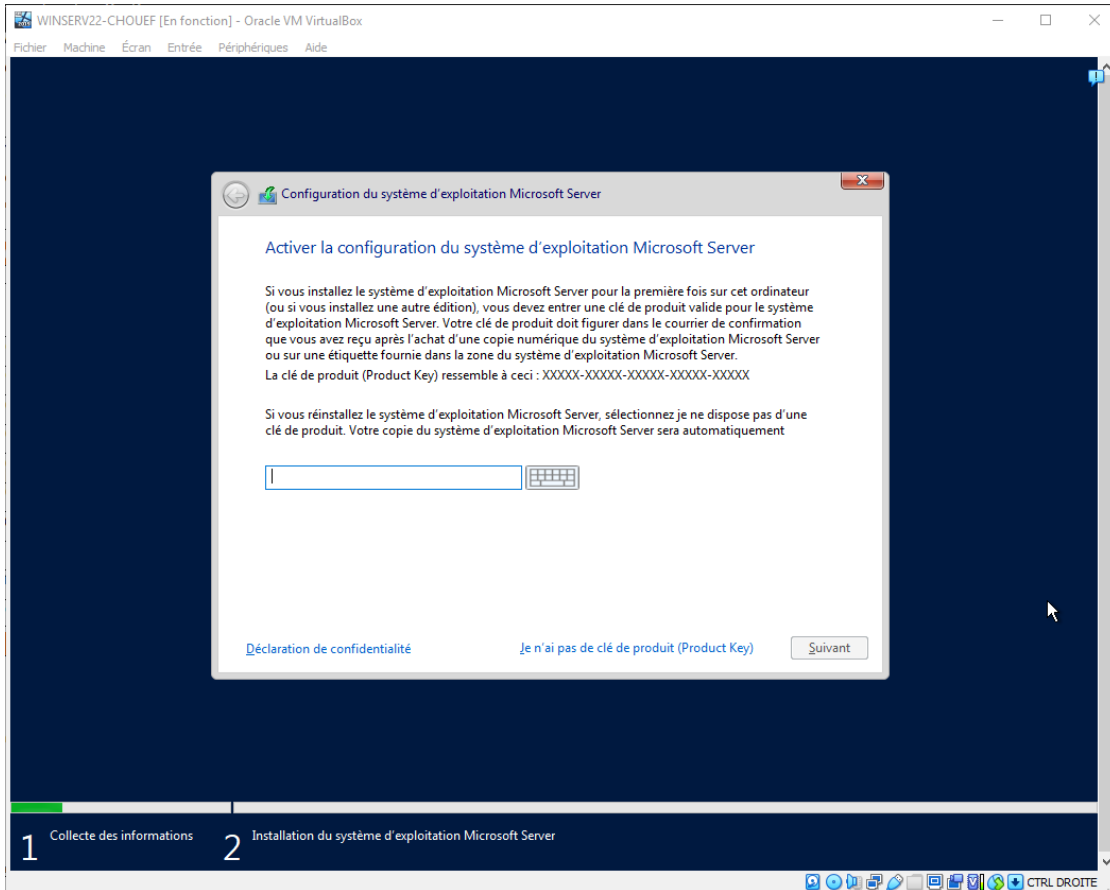 WINSERV22-CHOUEF [En fonction] - Oracle VM VirtualBox
Fichier Machine Écran Entrée Périphériques Aide
Configuration du système d'exploitation Microsoft Server
Activer la configuration du système d'exploitation Microsoft Server
Si vous installez le système d'exploitation Microsoft Server pour la première fois sur cet ordinateur
(ou si vous installez une autre édition), vous devez entrer une clé de produit valide pour le système
d'exploitation Microsoft Server. Votre clé de produit doit figurer dans le courrier de confirmation
que vous avez reçu après l'achat d'une copie numérique du système d'exploitation Microsoft Server
ou sur une étiquette fournie dans la zone du système d'exploitation Microsoft Server.
La clé de produit (Product Key) ressemble à ceci : XXXXX-XXXXX-XXXXX-XXXXX-XXXXX
Si vous réinstallez le système d'exploitation Microsoft Server, sélectionnez je ne dispose pas d'une
clé de produit. Votre copie du système d'exploitation Microsoft Server sera automatiquement
Déclaration de confidentialité Je n'ai pas de clé de produit (Product Key) Suivant
1 Collecte des informations 2 Installation du système d'exploitation Microsoft Server
CTRL DROITE